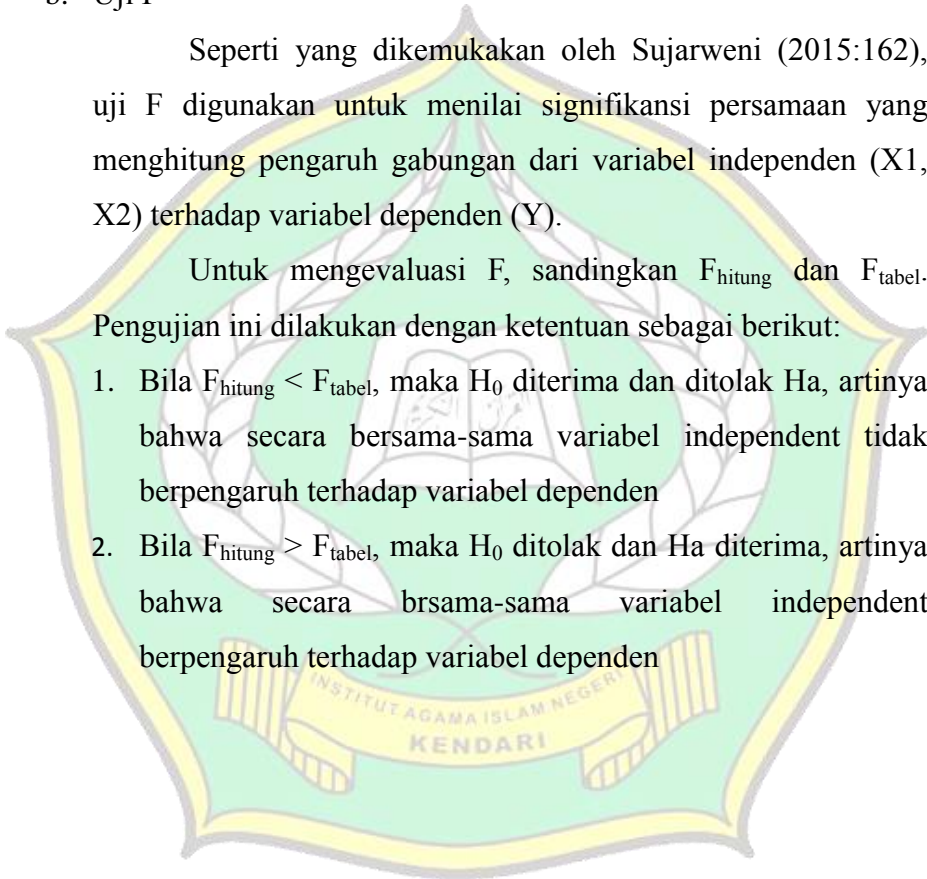 b. Uji F
Seperti yang dikemukakan oleh Sujarweni (2015:162),
uji F digunakan untuk menilai signifikansi persamaan yang
menghitung pengaruh gabungan dari variabel independen (X1,
X2) terhadap variabel dependen (Y).
Untuk mengevaluasi F, sandingkan Fhitung dan Ftabel.
Pengujian ini dilakukan dengan ketentuan sebagai berikut:
1. Bila Fhitung < Ftabel, maka H0 diterima dan ditolak Ha, artinya
bahwa secara bersama-sama variabel independent tidak
berpengaruh terhadap variabel dependen
2. Bila Fhitung > Ftabel, maka H0 ditolak dan Ha diterima, artinya
bahwa secara brsama-sama variabel independent
berpengaruh terhadap variabel dependen
INSTITUT AGAMA ISLAM NEGERI
KENDARI